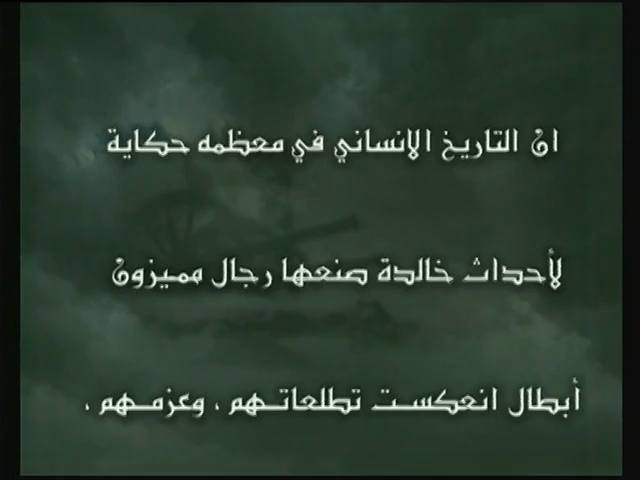 ان التاريخ الانساني في معظمه حكاية
لأحداث خالدة صنعها رجال مميزون
أبطال انعكست تطلعاتهم ، وعزمهم ،